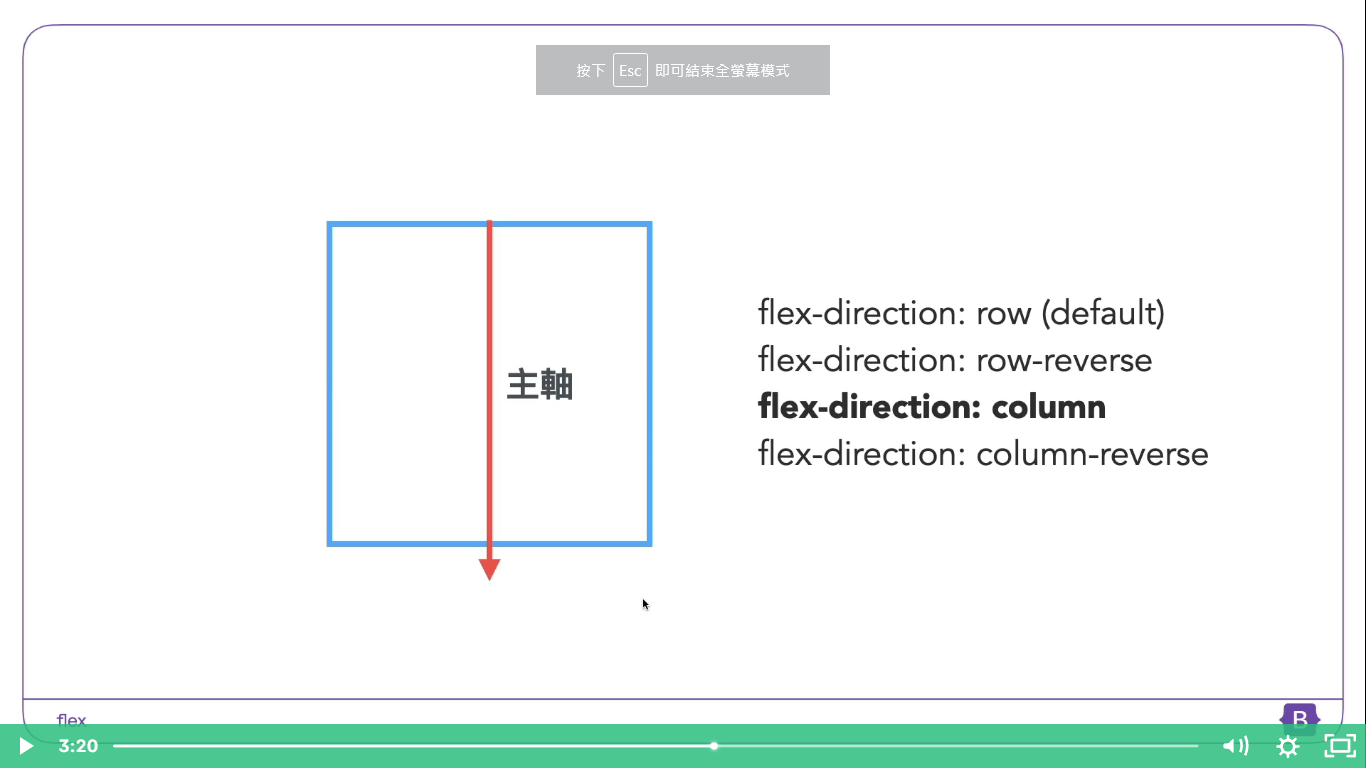 按下 Esc 即可結束全螢幕模式
主軸
flex-direction: row (default)
flex-direction: row-reverse
flex-direction: column
flex-direction: column-reverse
flex
B
3:20